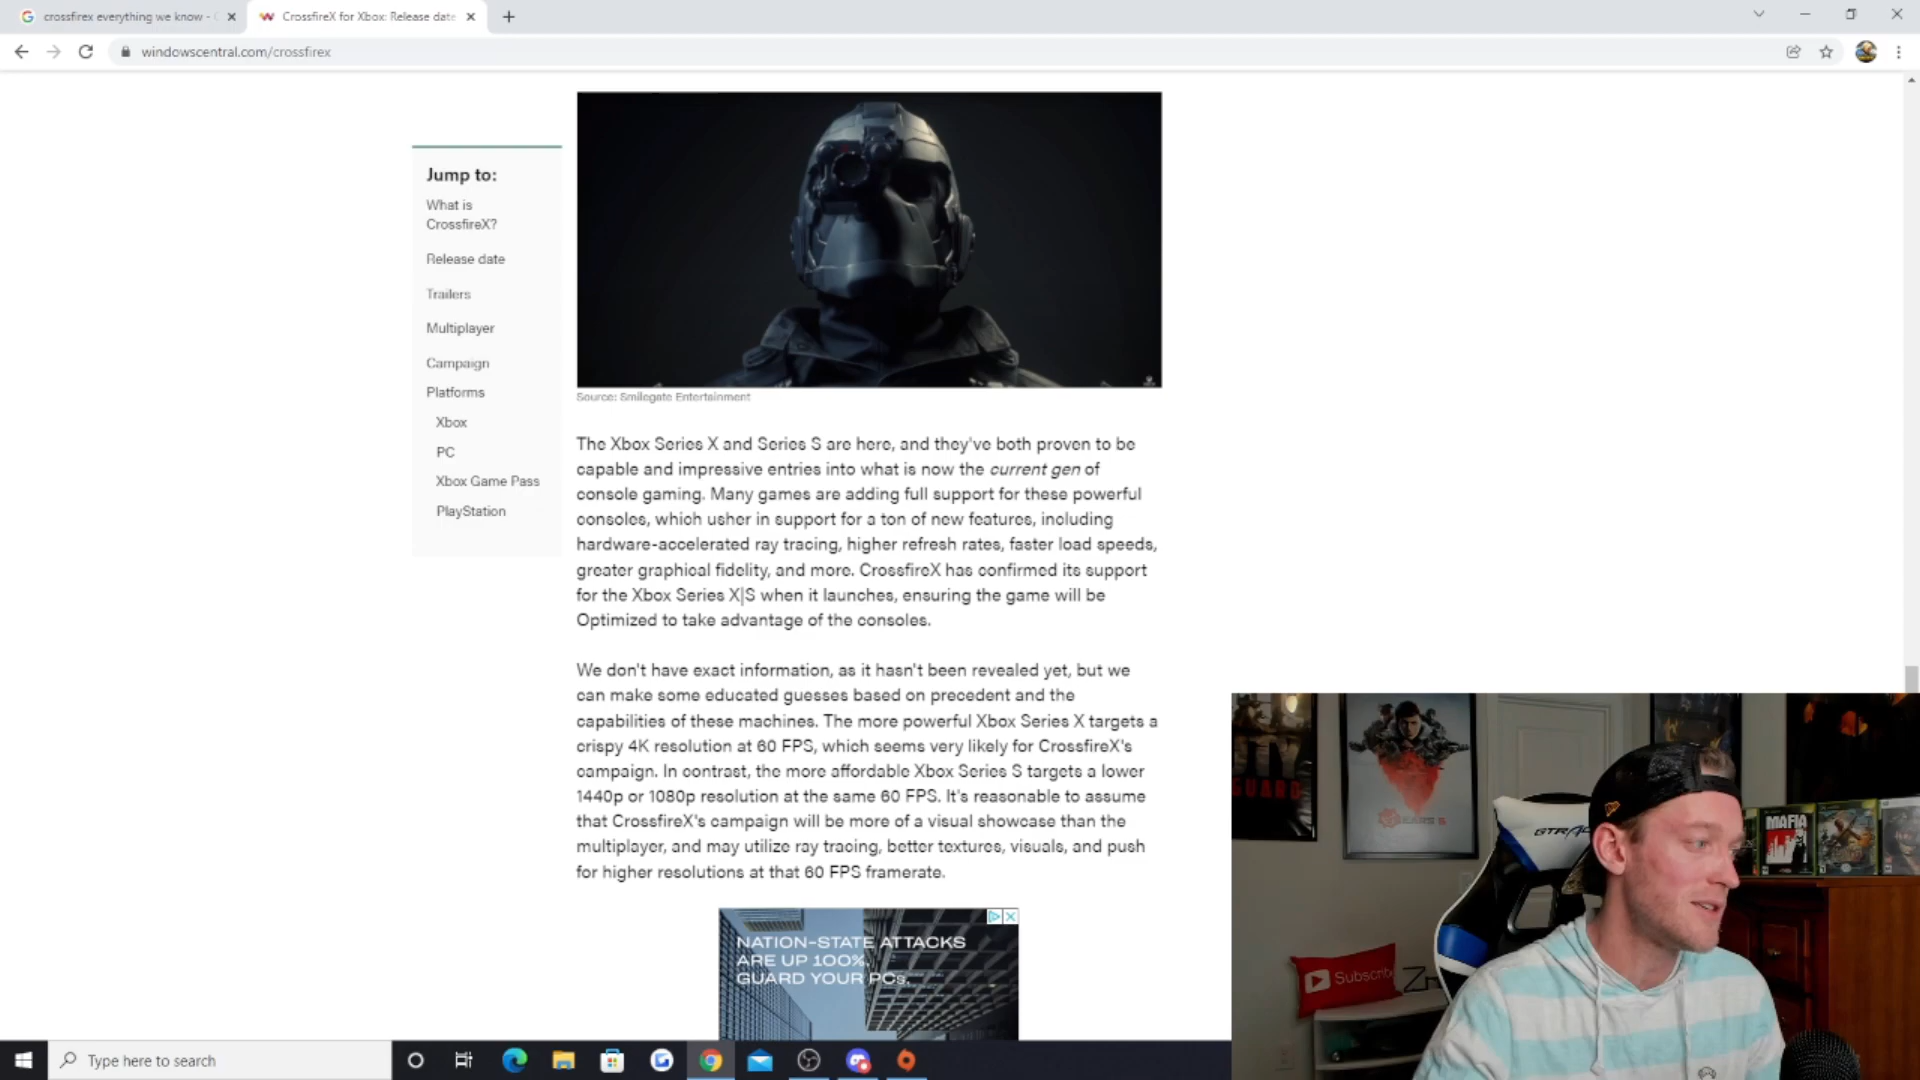 crossfirex everything we know -
CrossfireX for Xbox: Release date
windowscentral.com/crossfirex
Jump to:
What is
CrossfireX?
Release date
Trailers
Multiplayer
Campaign
Platforms
Xbox
PC
Xbox Game Pass
PlayStation
Source: Smilegate Entertainment
The Xbox Series X and Series S are here, and they've both proven to be
capable and impressive entries into what is now the current gen of
console gaming. Many games are adding full support for these powerful
consoles, which usher in support for a ton of new features, including
hardware-accelerated ray tracing, higher refresh rates, faster load speeds,
greater graphical fidelity, and more. CrossfireX has confirmed its support
for the Xbox Series X|S when it launches, ensuring the game will be
Optimized to take advantage of the consoles.
We don't have exact information, as it hasn't been revealed yet, but we
can make some educated guesses based on precedent and the
capabilities of these machines. The more powerful Xbox Series X targets a
crispy 4K resolution at 60 FPS, which seems very likely for CrossfireX's
campaign. In contrast, the more affordable Xbox Series S targets a lower
1440p or 1080p resolution at the same 60 FPS. It's reasonable to assume
that CrossfireX's campaign will be more of a visual showcase than the
multiplayer, and may utilize ray tracing, better textures, visuals, and push
for higher resolutions at that 60 FPS framerate.
NATION-STATE ATTACKS
ARE UP 100%.
GUARD YOUR PCs.
MAFIA
Subscrib
Type here to search